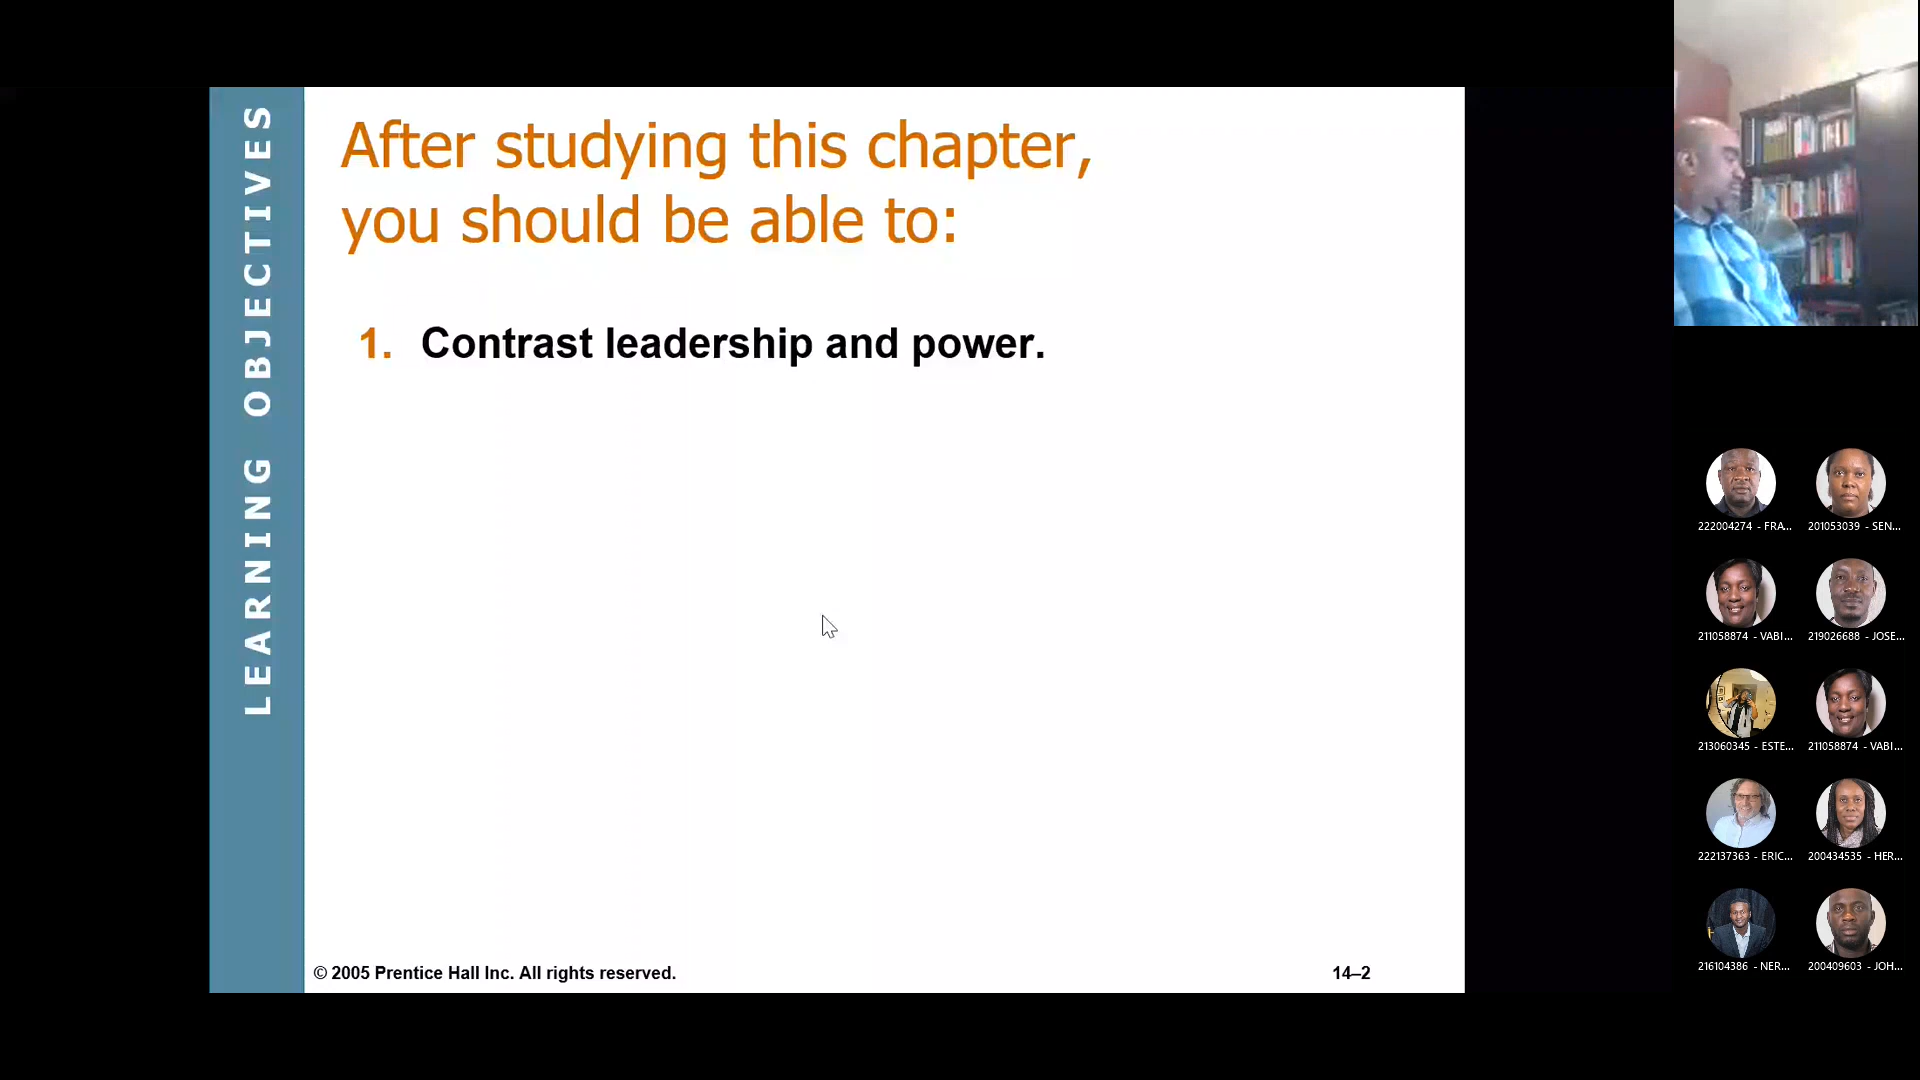 LEARNING OBJECTIVES
After studying this chapter,
you should be able to:
1. Contrast leadership and power.
© 2005 Prentice Hall Inc. All rights reserved.
14–2
222004274 - FRA...
201053039 - SEN...
211058874 - VABI...
219026688 - JOSE...
213060345 - ESTE...
211058874 - VABI...
222137363 - ERIC...
200434535 - HER...
216104386 - NER...
200409603 - JOH...